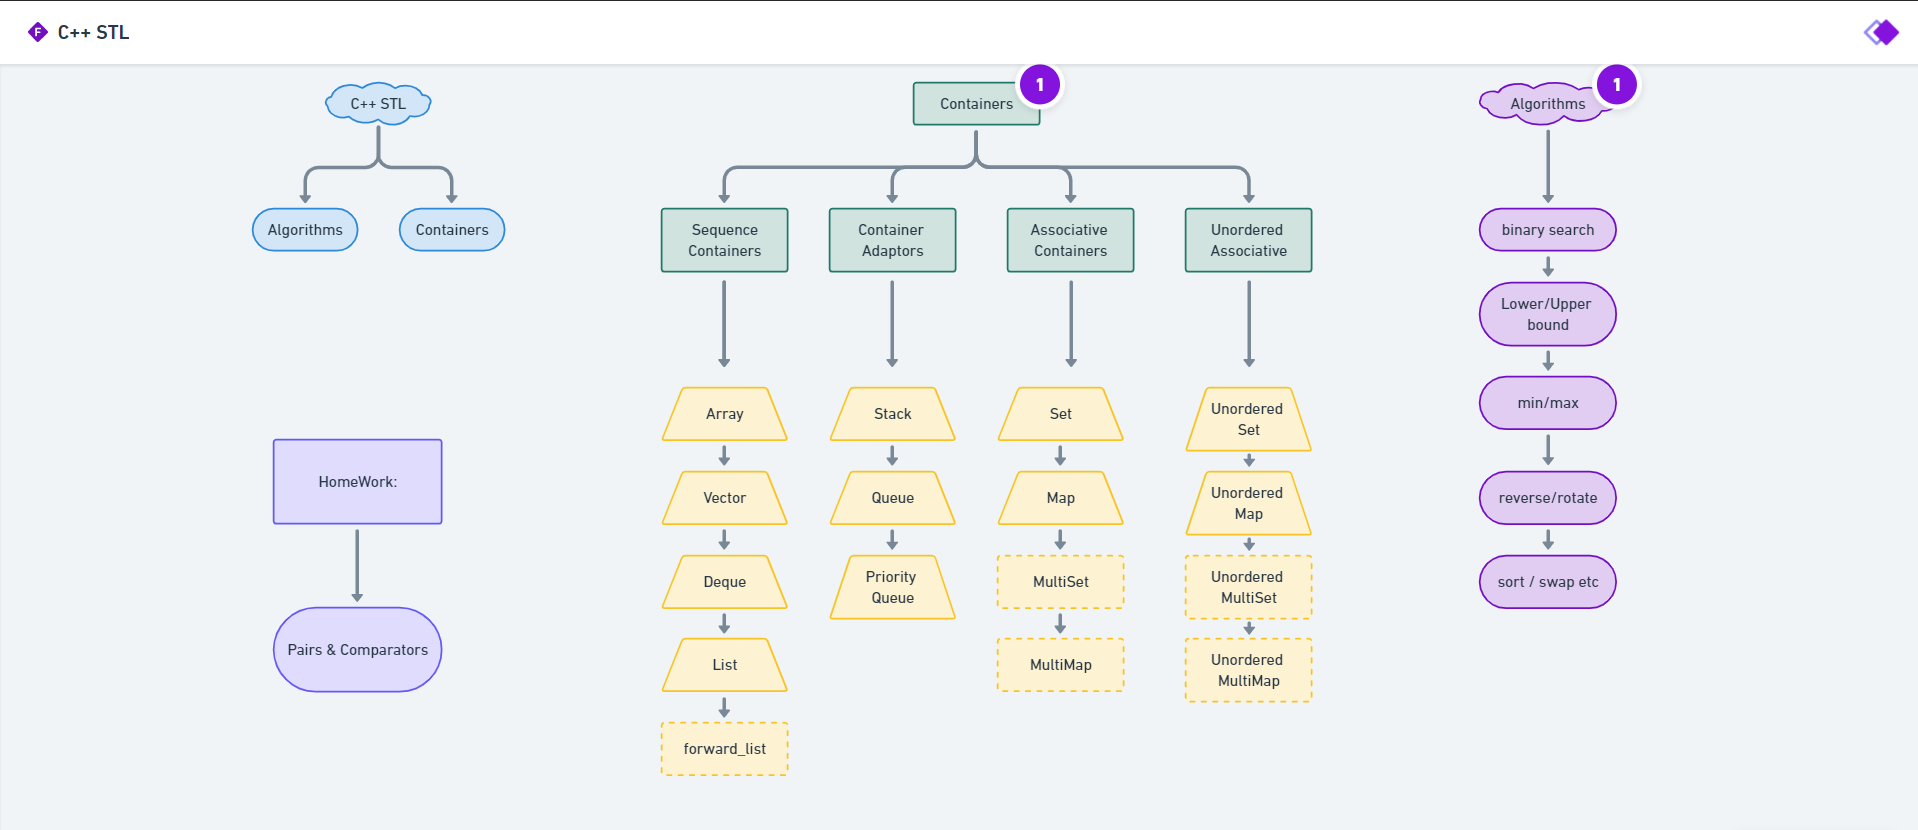 F
C++ STL
C++ STL
Algorithms
Containers
HomeWork:
Pairs & Comparators
Containers
1
Sequence
Containers
Array
Vector
Deque
List
forward_list
Container
Adaptors
Stack
Queue
Priority
Queue
Associative
Containers
Set
Map
MultiSet
MultiMap
Unordered
Associative
Unordered
Set
Unordered
Map
Unordered
MultiSet
Unordered
MultiMap
Algorithms
1
binary search
Lower/Upper
bound
min/max
reverse/rotate
sort / swap etc